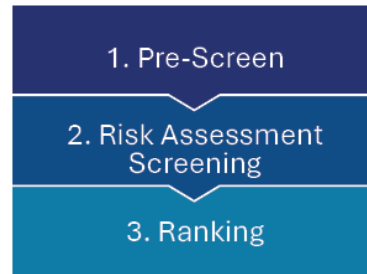 1. Pre-Screen
2. Risk Assessment
Screening
3. Ranking